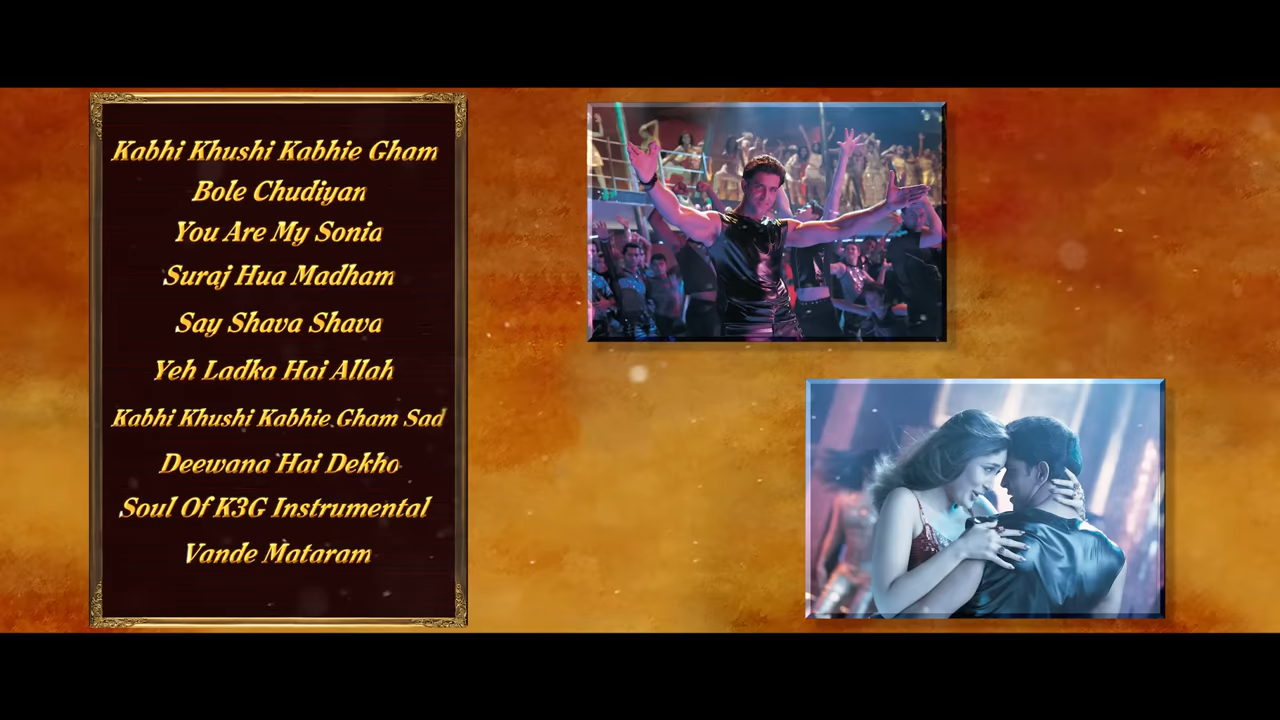 Kabhi Khushi Kabhie Gham
Bole Chudiyan
You Are My Sonia
Suraj Hua Madham
Say Shava Shava
Yeh Ladka Hai Allah
Kabhi Khushi Kabhie Gham Sad
Deewana Hai Dekho
Soul Of K3G Instrumental
Vande Mataram